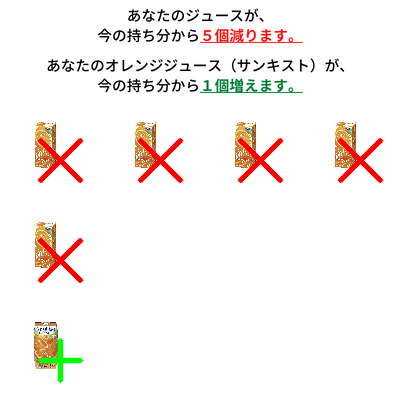 あなたのジュースが、
今の持ち分から５個減ります。
あなたのオレンジジュース（サンキスト）が、
今の持ち分から１個増えます。